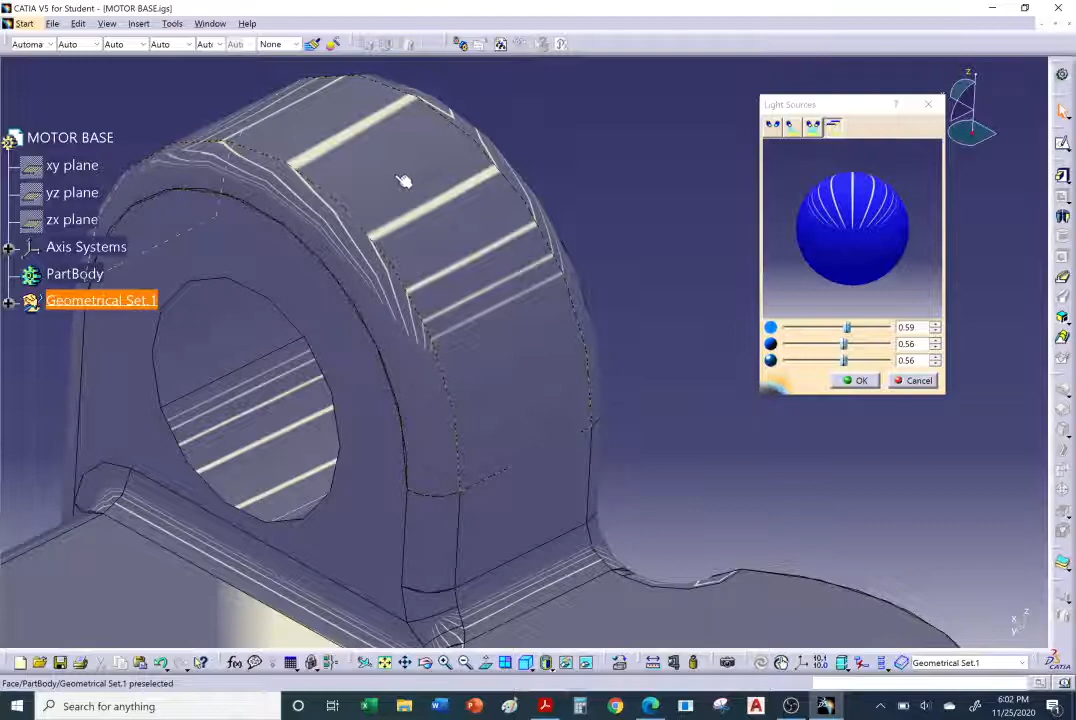 CATIA V5 for Student - [MOTOR BASE.igs]
Start File Edit View Insert Tools Window Help
Automa Auto Auto Auto Aut Aut None
Light Sources
z
MOTOR BASE
xy plane
yz plane
zx plane
Axis Systems
PartBody
Geometrical Set.1
0.59
0.56
0.56
OK Cancel
z
x
y
Geometrical Set.1
Face/PartBody/Geometrical Set.1 preselected
Search for anything
6:02 PM
11/25/2020